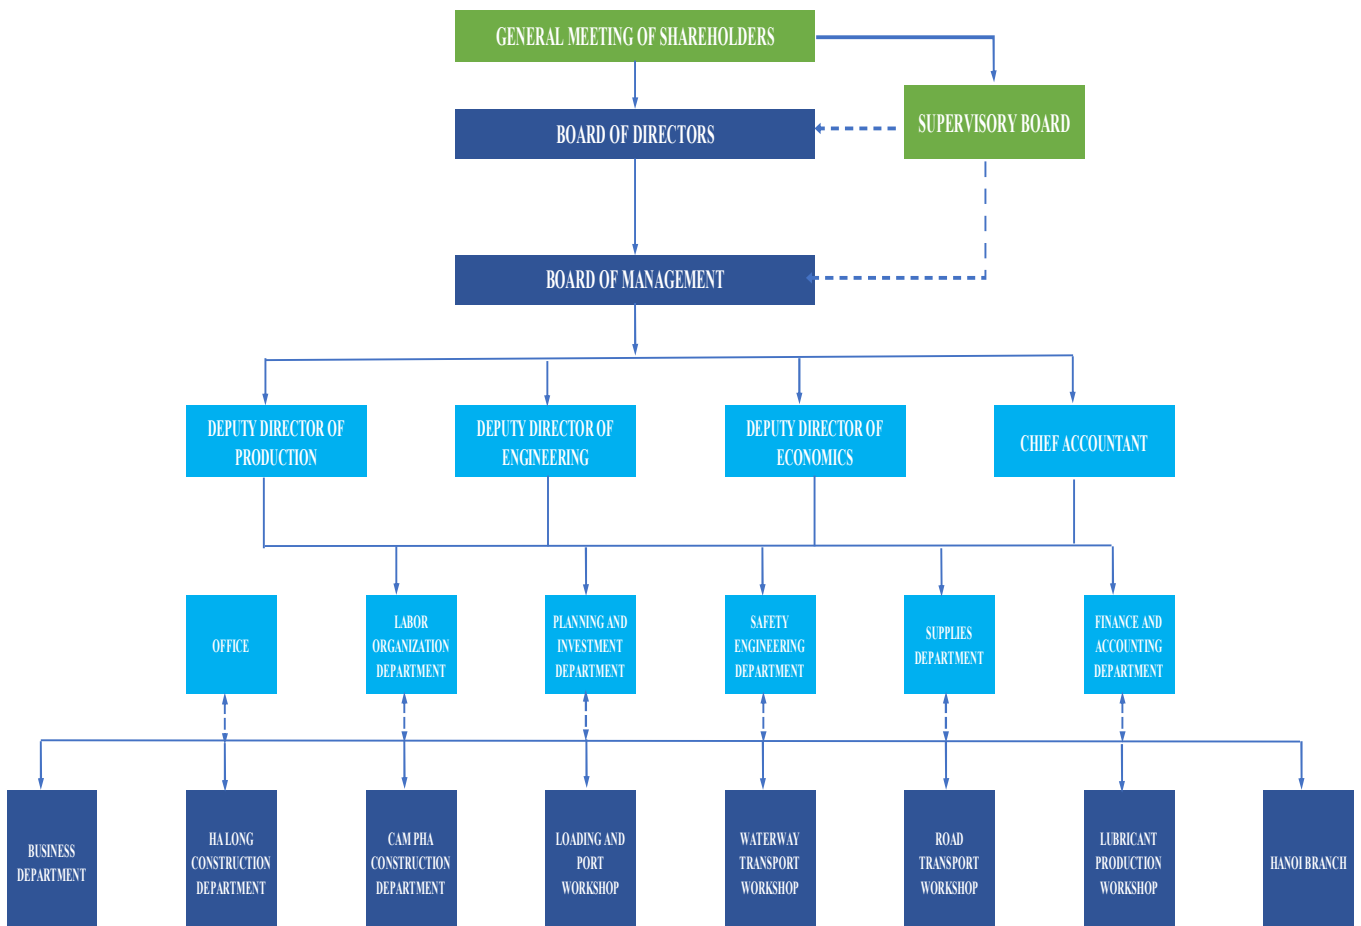 GENERAL MEETING OF SHAREHOLDERS
SUPERVISORY BOARD
BOARD OF DIRECTORS
BOARD OF MANAGEMENT
DEPUTY DIRECTOR OF
PRODUCTION
DEPUTY DIRECTOR OF
ENGINEERING
DEPUTY DIRECTOR OF
ECONOMICS
CHIEF ACCOUNTANT
OFFICE
LABOR
ORGANIZATION
DEPARTMENT
PLANNING AND
INVESTMENT
DEPARTMENT
SAFETY
ENGINEERING
DEPARTMENT
SUPPLIES
DEPARTMENT
FINANCE AND
ACCOUNTING
DEPARTMENT
BUSINESS
DEPARTMENT
HA LONG
CONSTRUCTION
DEPARTMENT
CAM PHA
CONSTRUCTION
DEPARTMENT
LOADING AND
PORT
WORKSHOP
WATERWAY
TRANSPORT
WORKSHOP
ROAD
TRANSPORT
WORKSHOP
LUBRICANT
PRODUCTION
WORKSHOP
HANOI BRANCH